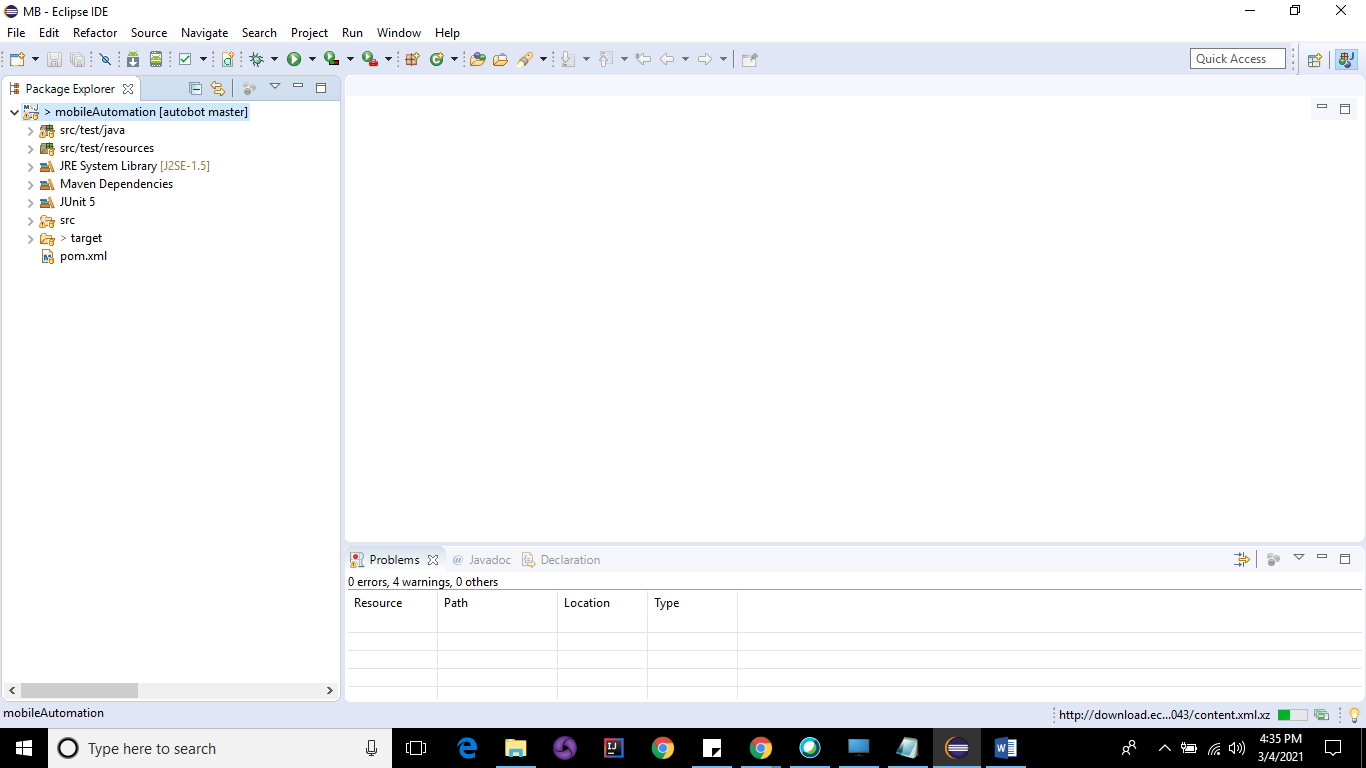 MB - Eclipse IDE
File Edit Refactor Source Navigate Search Project Run Window Help
Quick Access
Package Explorer
> mobileAutomation [autobot master]
src/test/java
src/test/resources
JRE System Library [J2SE-1.5]
Maven Dependencies
JUnit 5
src
> target
pom.xml
Problems @ Javadoc Declaration
0 errors, 4 warnings, 0 others
Resource Path Location Type
mobileAutomation
http://download.ec...043/content.xml.xz
Type here to search
4:35 PM
3/4/2021